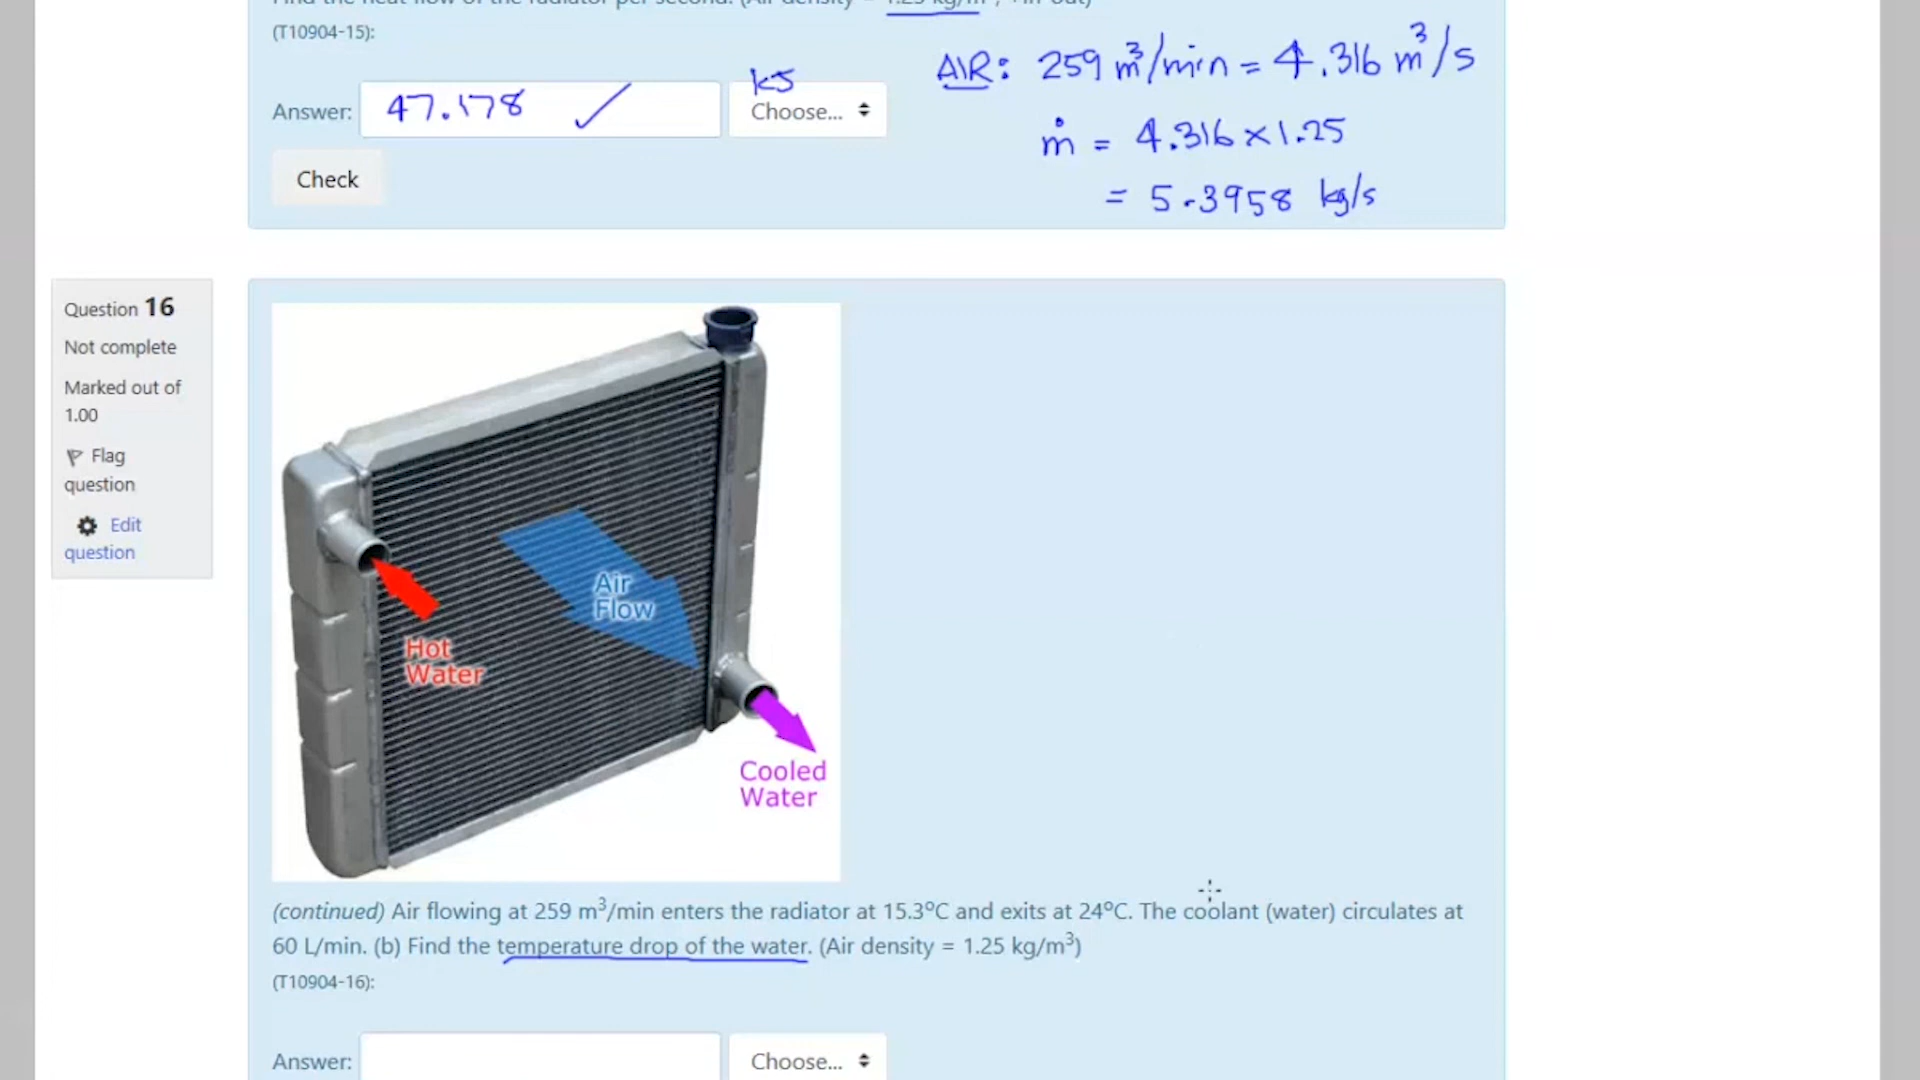 (T10904-15):
AIR: 259 m³/min = 4.316 m³/s
kJ
Answer: 47.178 ✓ Choose...
ṁ = 4.316 × 1.25
Check
= 5.3958 kg/s
Question 16
Not complete
Marked out of
1.00
Flag
question
Edit
question
Air
Flow
Hot
Water
Cooled
Water
(continued) Air flowing at 259 m³/min enters the radiator at 15.3°C and exits at 24°C. The coolant (water) circulates at
60 L/min. (b) Find the temperature drop of the water. (Air density = 1.25 kg/m³)
(T10904-16):
Answer: Choose...